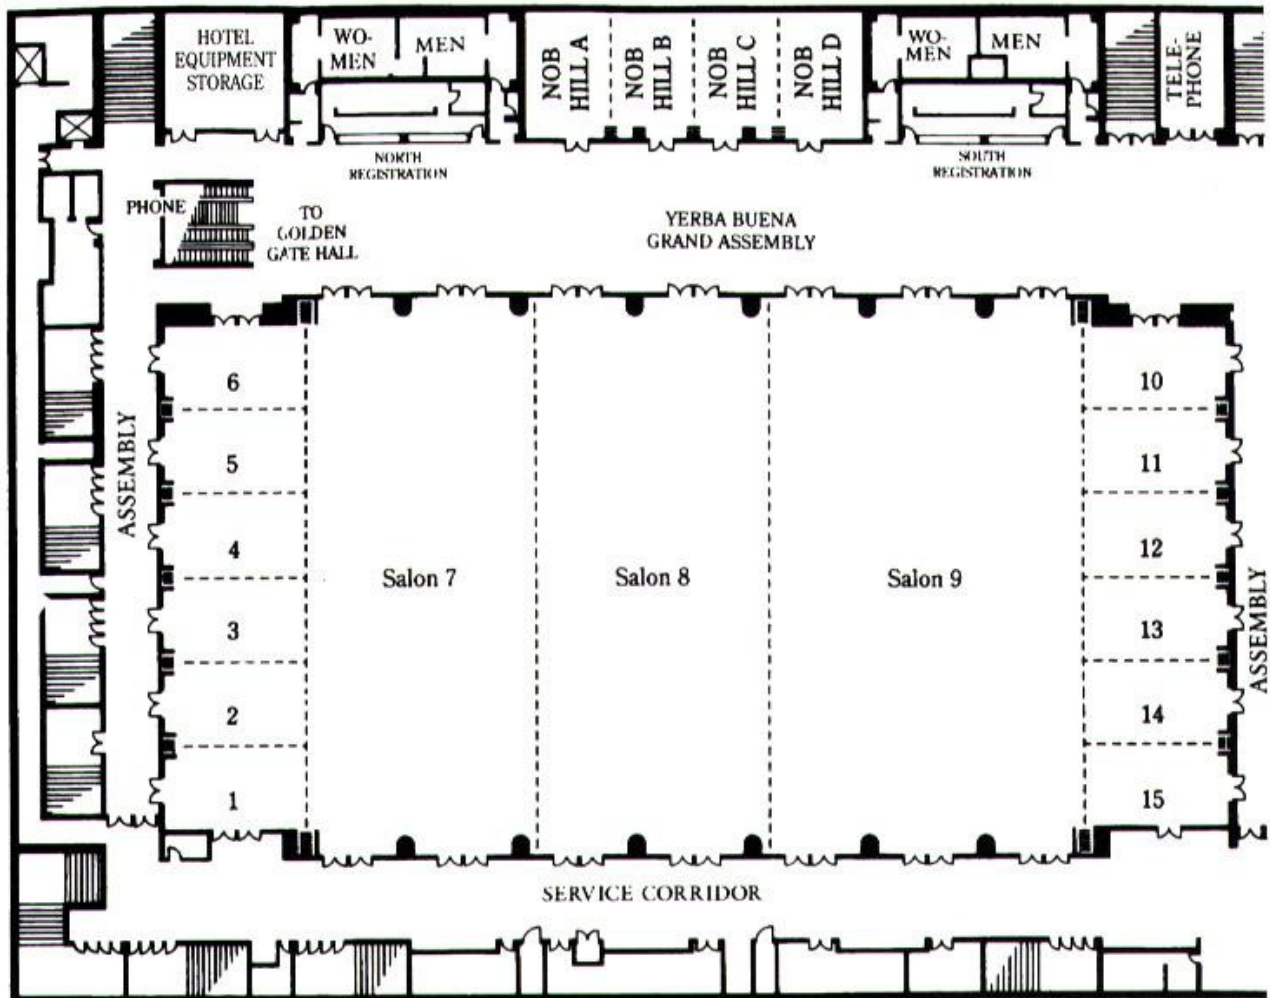 HOTEL
EQUIPMENT
STORAGE
WO-
MEN
MEN
NOB
HILL A
NOB
HILL B
NOB
HILL C
NOB
HILL D
WO-
MEN
MEN
TELE-
PHONE
NORTH
REGISTRATION
SOUTH
REGISTRATION
PHONE
TO
GOLDEN
GATE HALL
YERBA BUENA
GRAND ASSEMBLY
ASSEMBLY
6
5
4
3
2
1
Salon 7
Salon 8
Salon 9
10
11
12
13
14
15
ASSEMBLY
SERVICE CORRIDOR